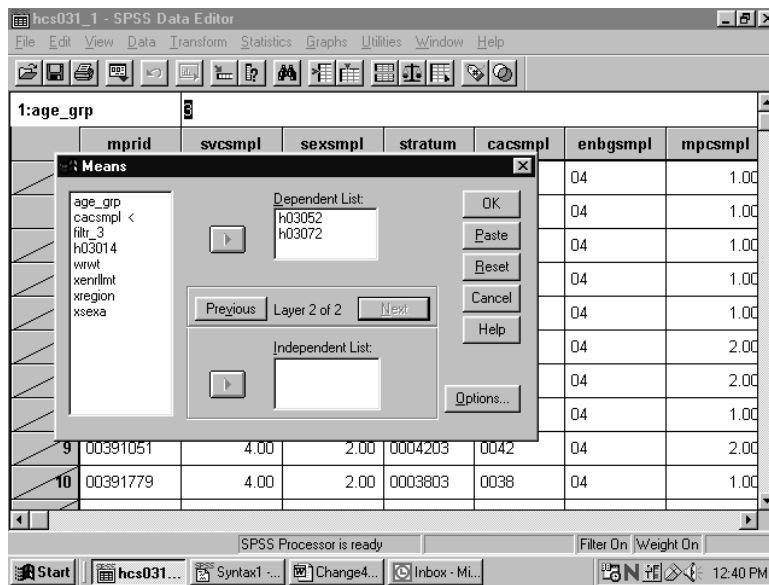 hcs031_1 - SPSS Data Editor
File Edit View Data Transform Statistics Graphs Utilities Window Help
1:age_grp 3
mprid svcsmpl sexsmpl stratum cacsmpl enbgsmpl mpcsmpl
04 1.00
04 1.00
04 1.00
04 1.00
04 1.00
04 2.00
04 2.00
04 1.00
9 00391051 4.00 2.00 0004203 0042 04 2.00
10 00391779 4.00 2.00 0003803 0038 04 1.00
Means
age_grp
cacsmpl <
filtr_3
h03014
wrwt
xenrllmt
xregion
xsexa
Dependent List:
h03052
h03072
Previous Layer 2 of 2 Next
Independent List:
OK
Paste
Reset
Cancel
Help
Options...
SPSS Processor is ready Filter On Weight On
Start hcs031... Syntax1 -... Change4... Inbox - Mi... 12:40 PM